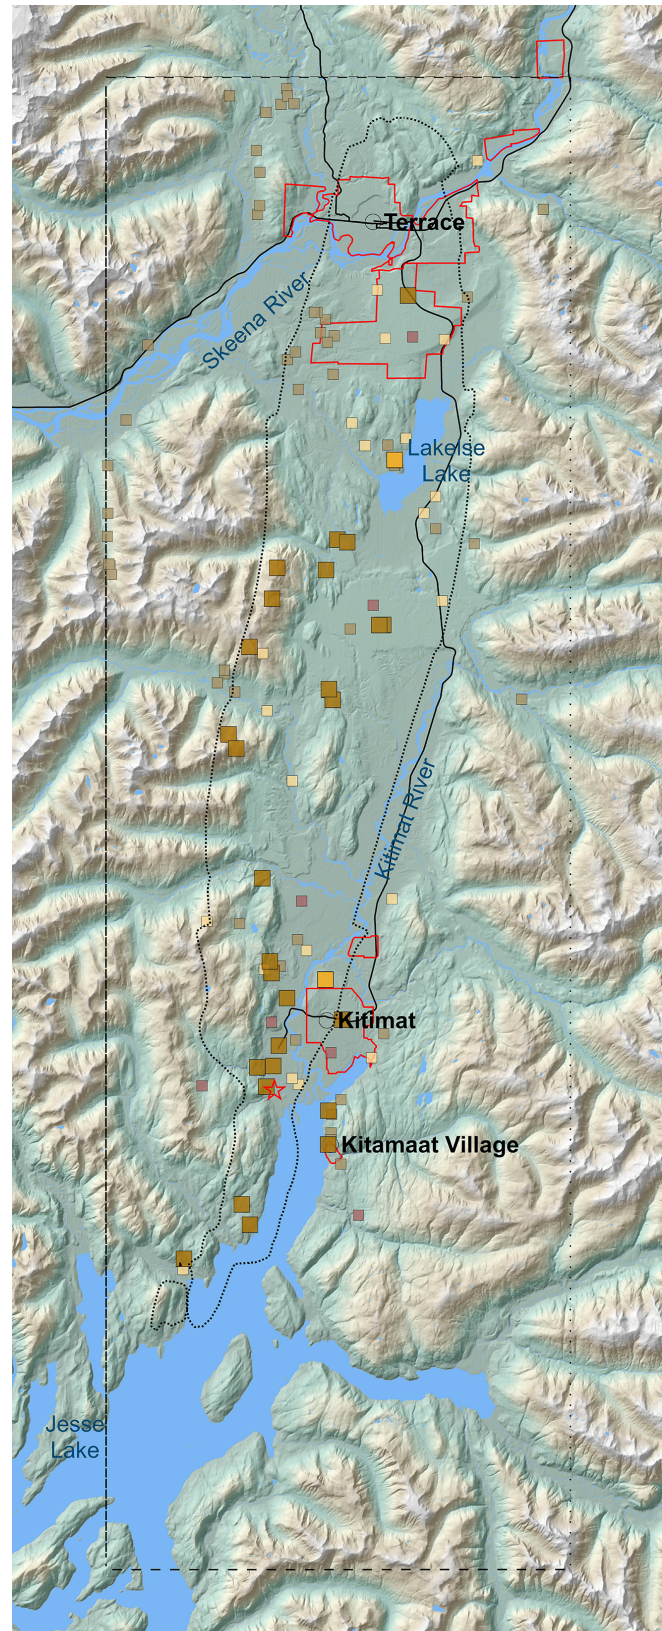 Terrace
Skeena River
Lakelse
Lake
Kitimat River
Kitimat
Kitamaat Village
Jesse
Lake